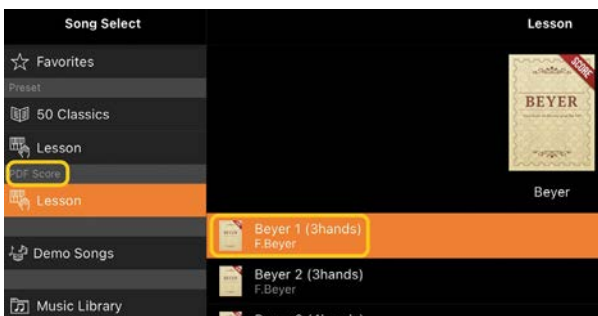 Song Select
Lesson
Favorites
Preset
50 Classics
Lesson
PDF Score
Lesson
Demo Songs
Music Library
SCORE
BEYER
Beyer
Beyer 1 (3hands)
F.Beyer
Beyer 2 (3hands)
F.Beyer